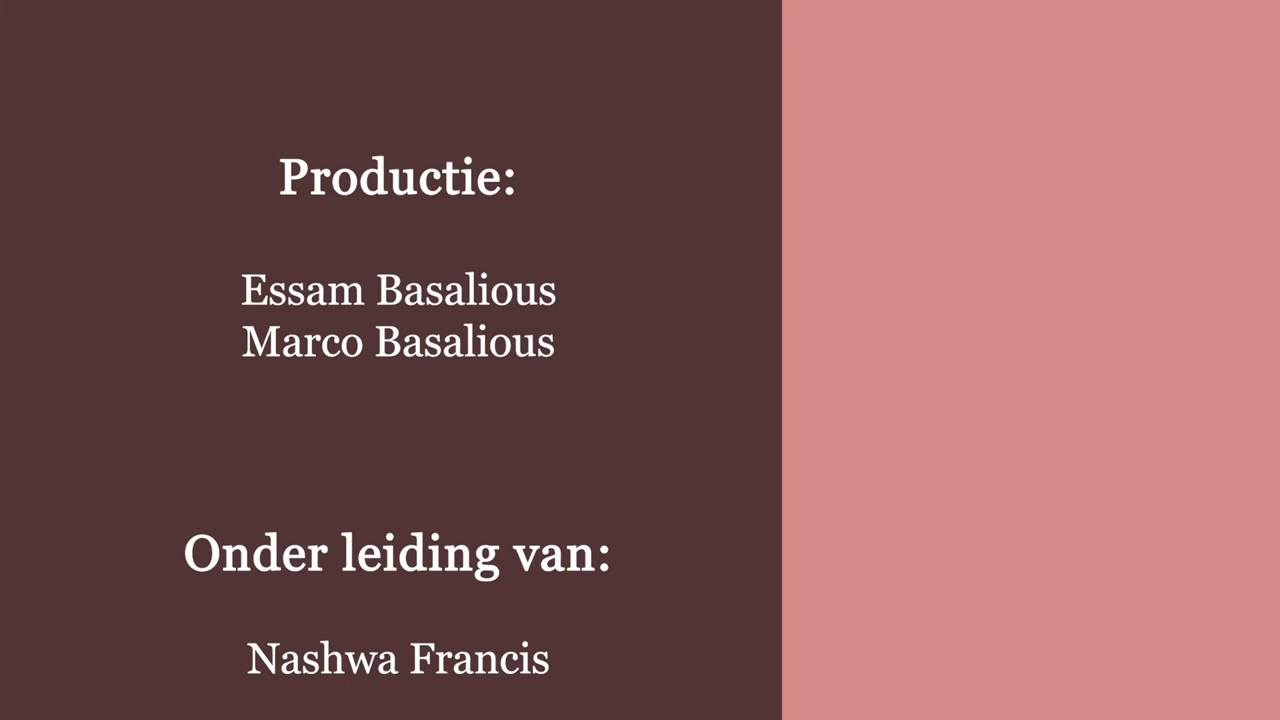 Productie:
Essam Basalious
Marco Basalious
Onder leiding van:
Nashwa Francis